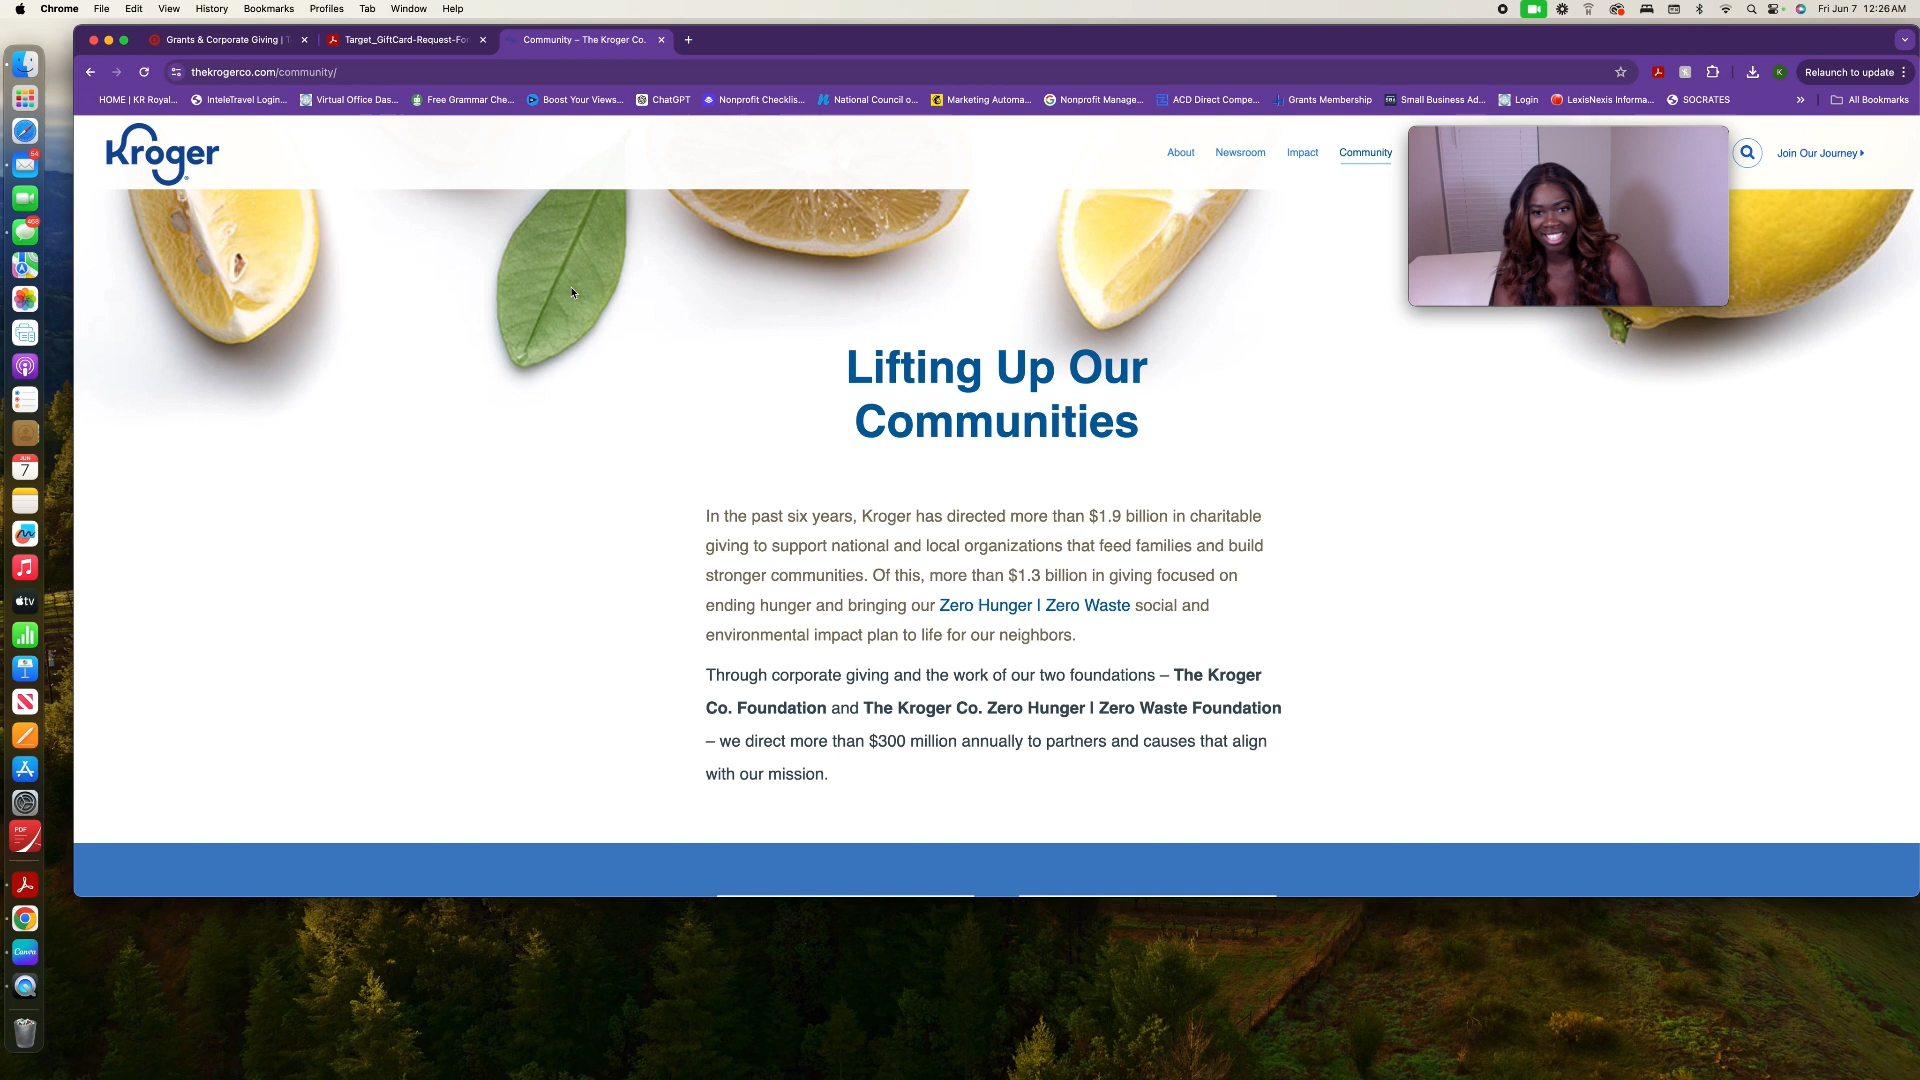 Chrome File Edit View History Bookmarks Profiles Tab Window Help Fri Jun 7 12:26 AM
Grants & Corporate Giving | T Target_GiftCard-Request-For Community – The Kroger Co.
thekrogerco.com/community/ Relaunch to update
HOME | KR Royal... InteleTravel Login... Virtual Office Das... Free Grammar Che... Boost Your Views... ChatGPT Nonprofit Checklis... National Council o... Marketing Automa... Nonprofit Manage... ACD Direct Compe... Grants Membership Small Business Ad... Login LexisNexis Informa... SOCRATES » All Bookmarks
Kroger
About Newsroom Impact Community
Join Our Journey
Lifting Up Our
Communities
In the past six years, Kroger has directed more than $1.9 billion in charitable
giving to support national and local organizations that feed families and build
stronger communities. Of this, more than $1.3 billion in giving focused on
ending hunger and bringing our Zero Hunger | Zero Waste social and
environmental impact plan to life for our neighbors.
Through corporate giving and the work of our two foundations – The Kroger
Co. Foundation and The Kroger Co. Zero Hunger | Zero Waste Foundation
– we direct more than $300 million annually to partners and causes that align
with our mission.
54
468
JUN
7
tv
PDF
Canva